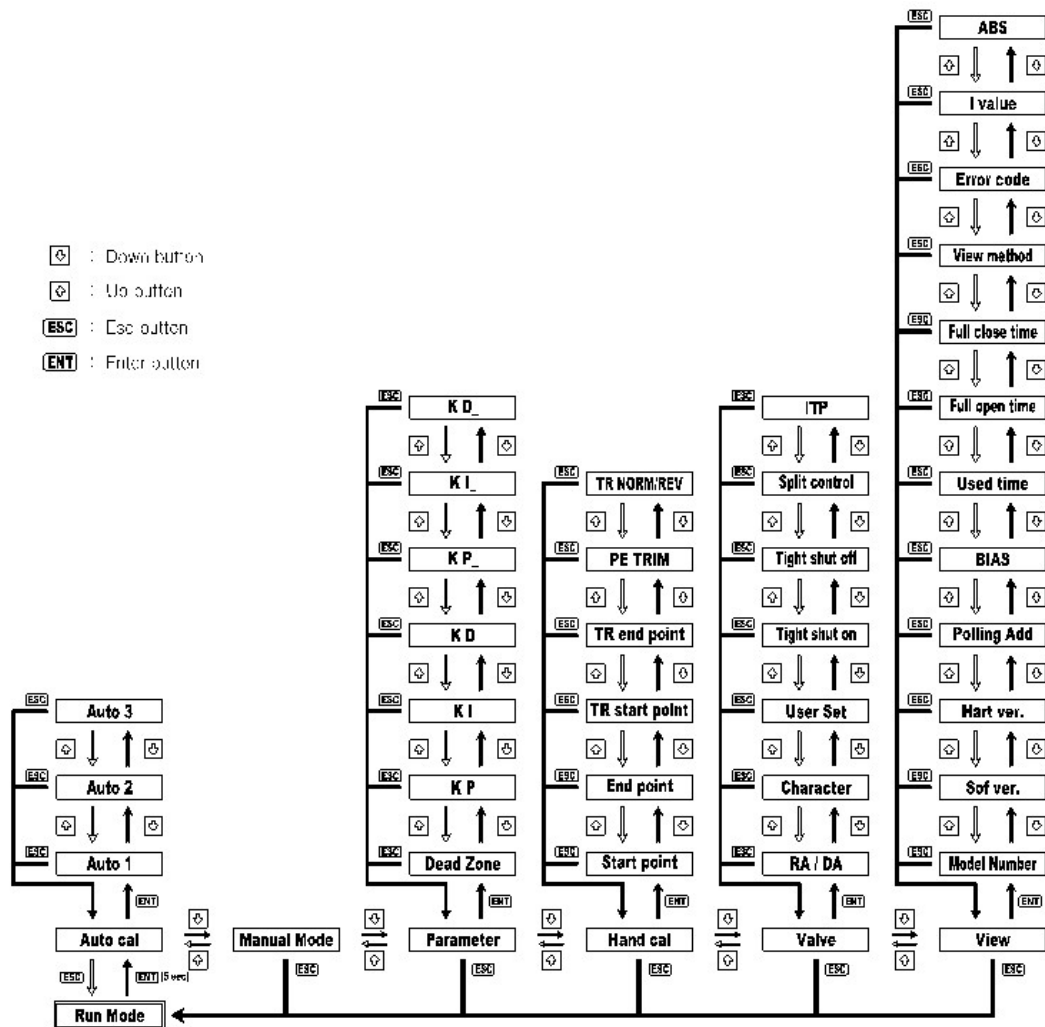 ESC ABS
ESC I value
ESC Error code
ESC View method
ESC Full close time
: Down button
: Up button
ESC : Esc button
ENT : Enter button
ESC K D_ ESC ITP ESC Full open time
ESC K I_ ESC TR NORM/REV ESC Split control ESC Used time
ESC K P_ ESC PE TRIM ESC Tight shut off ESC BIAS
ESC K D ESC TR end point ESC Tight shut on ESC Polling Add
ESC Auto 3 ESC K I ESC TR start point ESC User Set ESC Hart ver.
ESC Auto 2 ESC K P ESC End point ESC Character ESC Sof ver.
ESC Auto 1 ESC Dead Zone ESC Start point ESC RA / DA ESC Model Number
ENT ENT ENT ENT ENT
Auto cal Manual Mode Parameter Hand cal Valve View
ESC ENT (5 sec) ESC ESC ESC ESC ESC
Run Mode